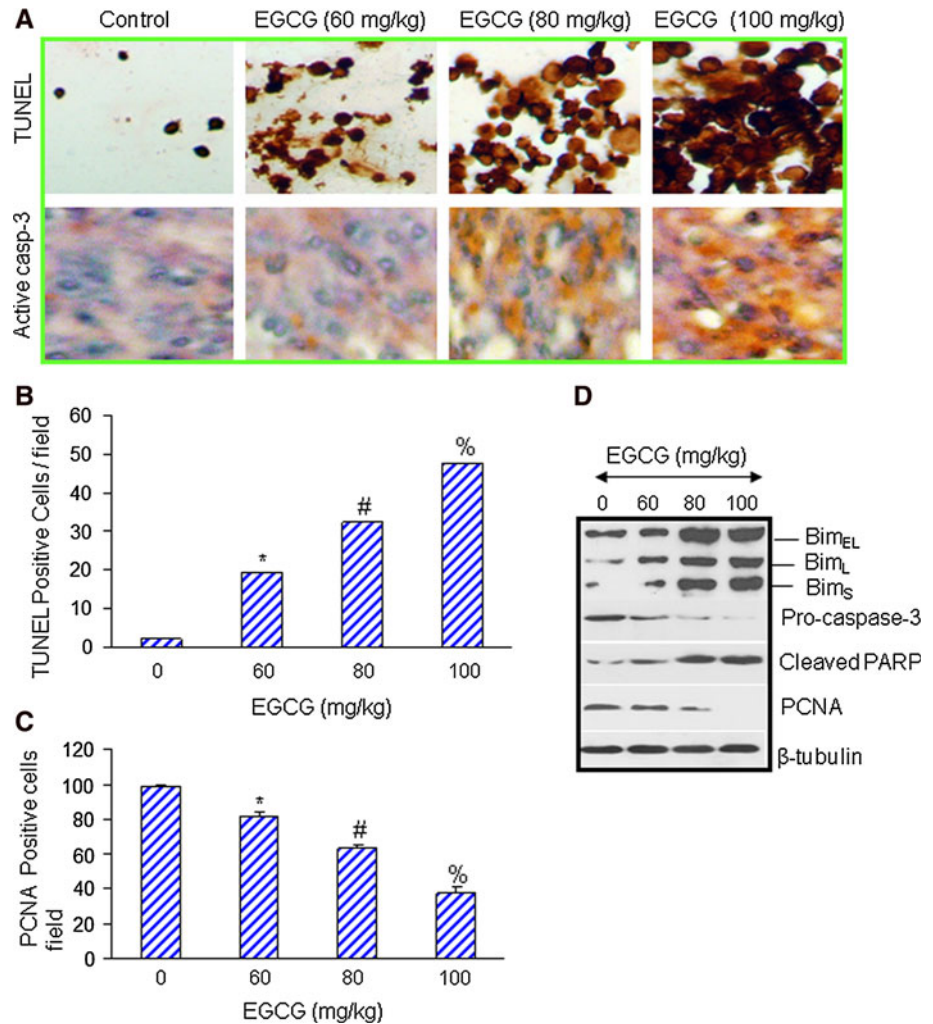 A
Control
EGCG (60 mg/kg)
EGCG (80 mg/kg)
EGCG (100 mg/kg)
TUNEL
Active casp-3
B
TUNEL Positive Cells / field
60
50
40
30
20
10
0
*
#
%
0 60 80 100
EGCG (mg/kg)
C
PCNA Positive cells
field
120
100
80
60
40
20
0
*
#
%
0 60 80 100
EGCG (mg/kg)
D
EGCG (mg/kg)
0 60 80 100
BimEL
BimL
BimS
Pro-caspase-3
Cleaved PARP
PCNA
β-tubulin